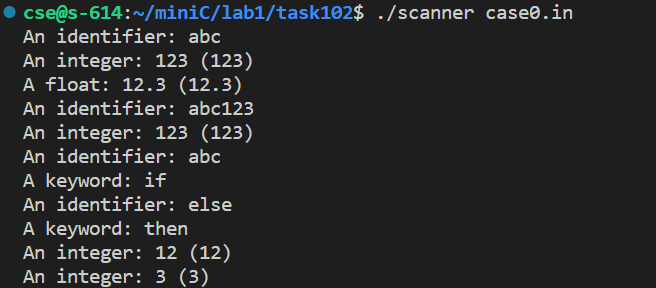 cse@s-614:~/miniC/lab1/task102$ ./scanner case0.in
An identifier: abc
An integer: 123 (123)
A float: 12.3 (12.3)
An identifier: abc123
An integer: 123 (123)
An identifier: abc
A keyword: if
An identifier: else
A keyword: then
An integer: 12 (12)
An integer: 3 (3)